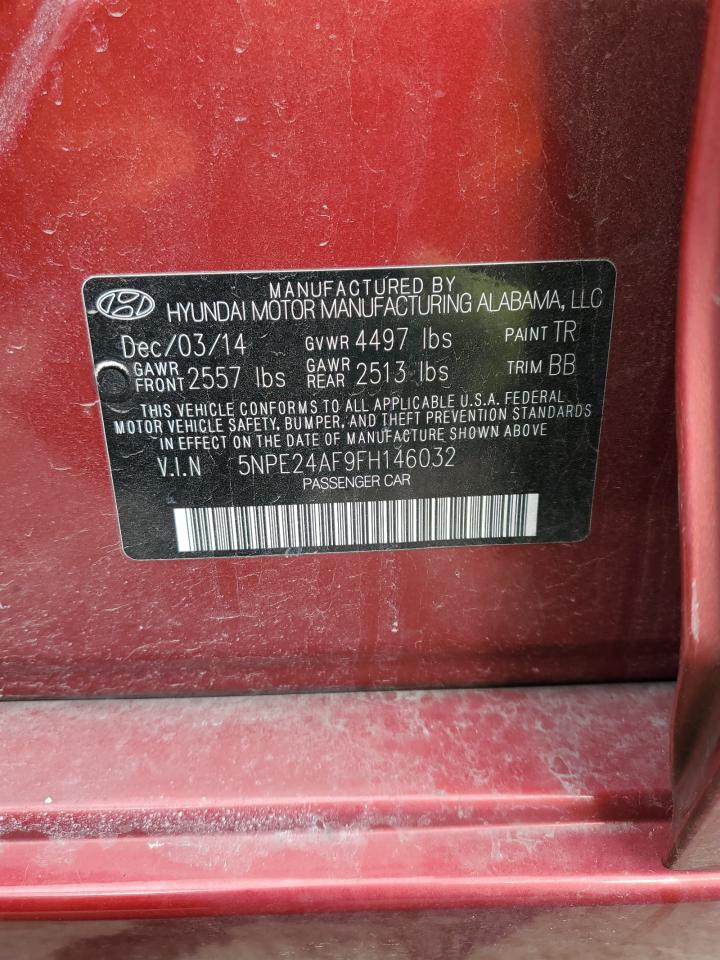 MANUFACTURED BY
HYUNDAI MOTOR MANUFACTURING ALABAMA, LLC
Dec/03/14 GVWR 4497 lbs PAINT TR
GAWR FRONT 2557 lbs GAWR REAR 2513 lbs TRIM BB
THIS VEHICLE CONFORMS TO ALL APPLICABLE U.S.A. FEDERAL
MOTOR VEHICLE SAFETY, BUMPER, AND THEFT PREVENTION STANDARDS
IN EFFECT ON THE DATE OF MANUFACTURE SHOWN ABOVE
V.I.N 5NPE24AF9FH146032
PASSENGER CAR